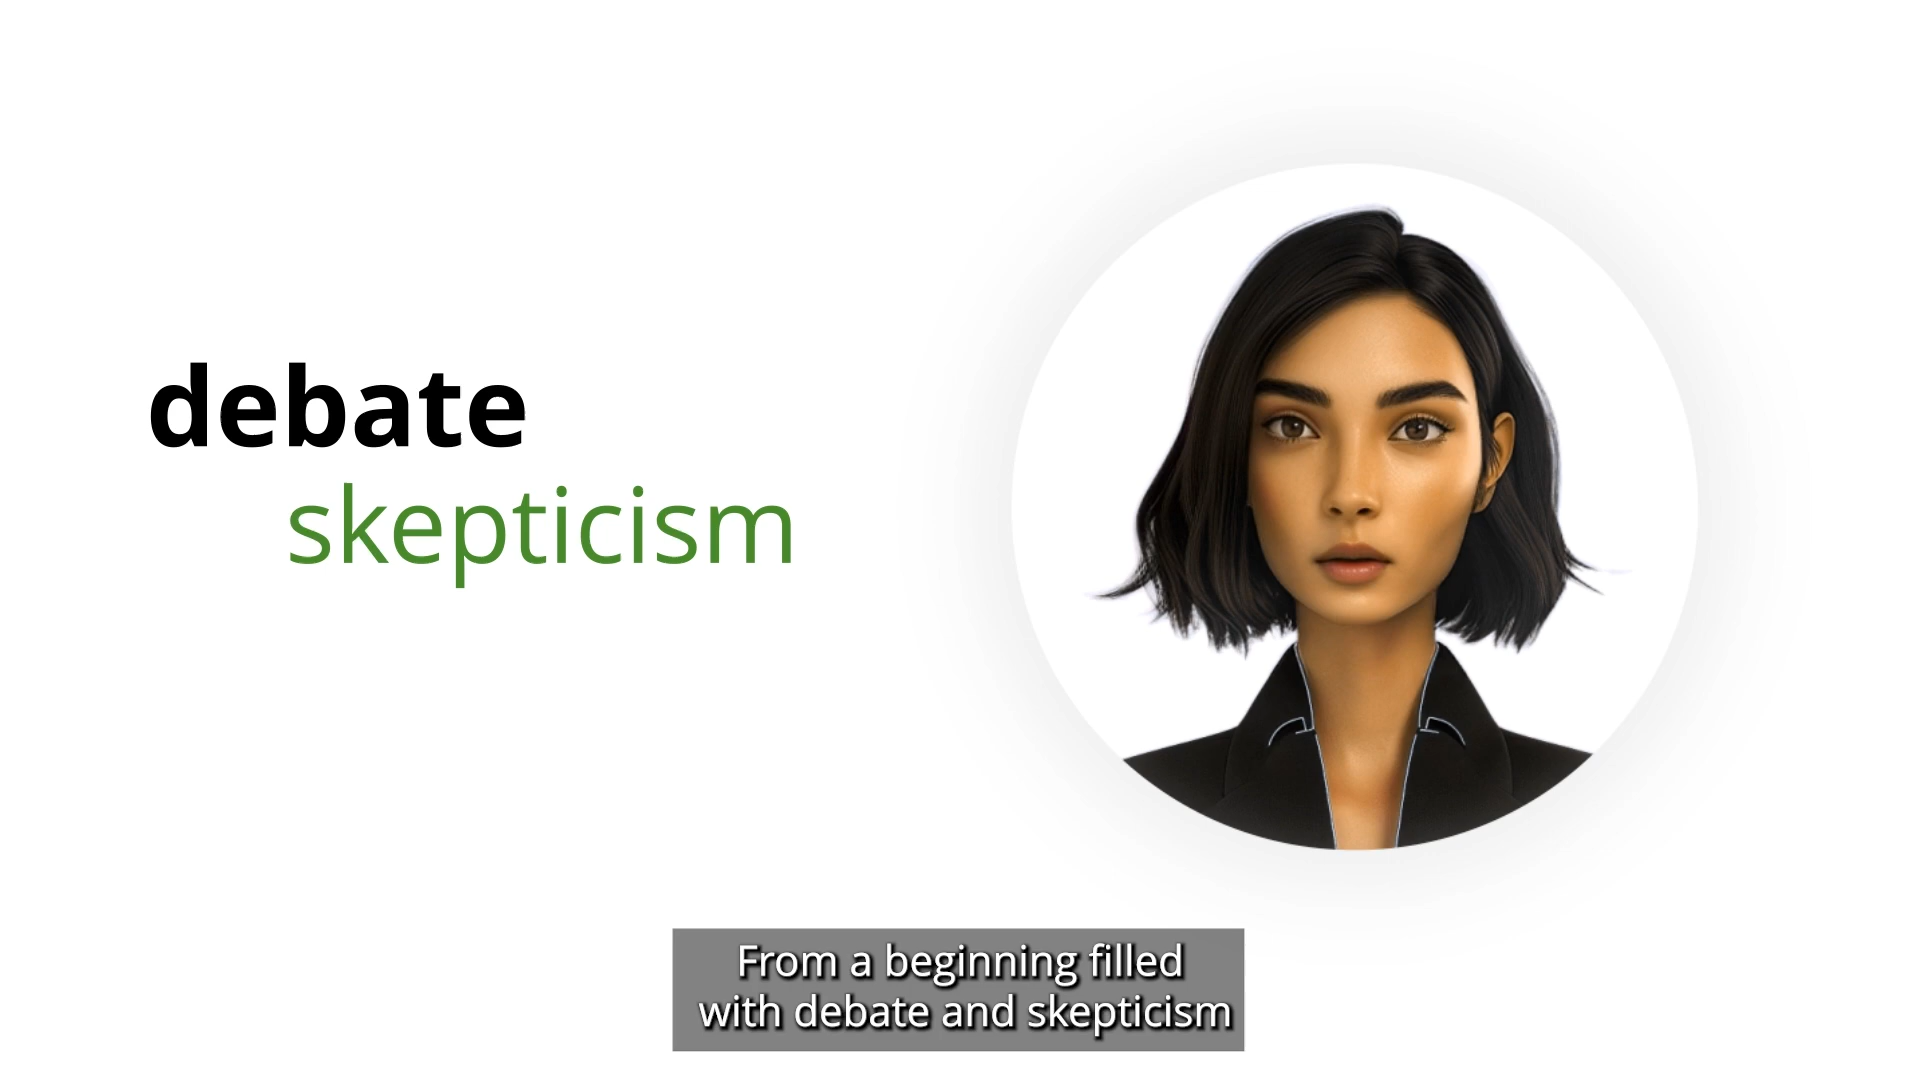 debate
skepticism
From a beginning filled
with debate and skepticism